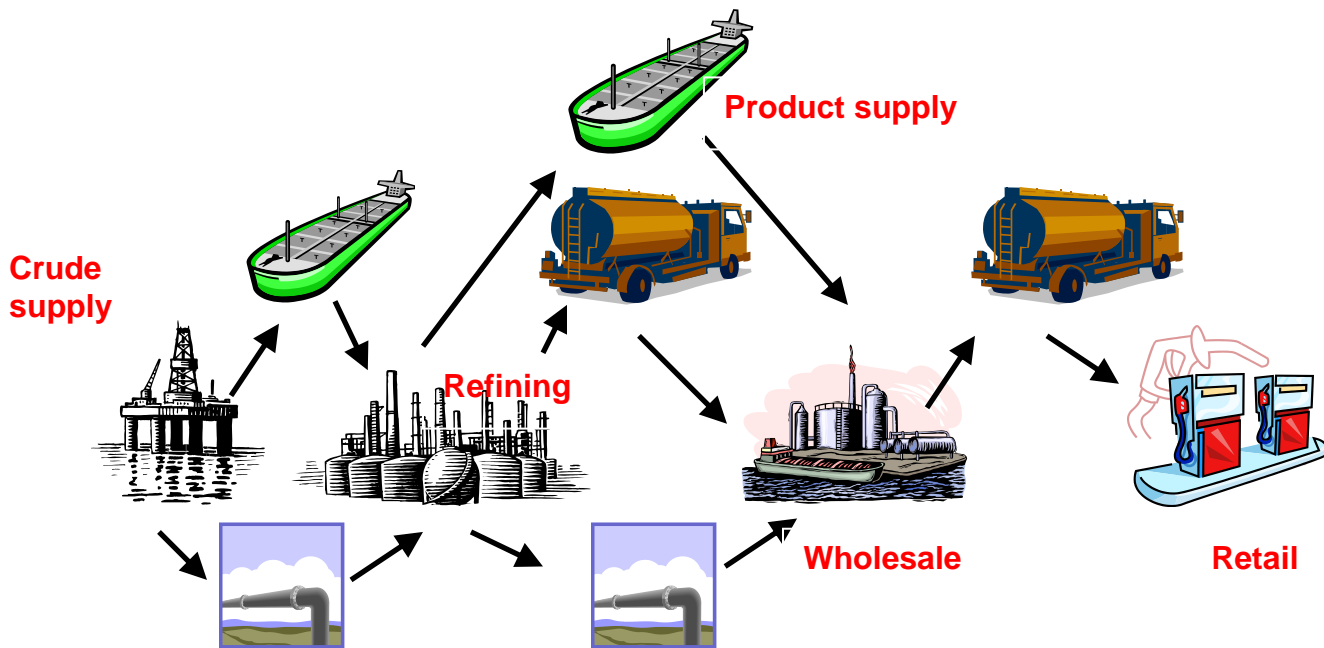 Product supply
Crude
supply
Refining
Wholesale
Retail